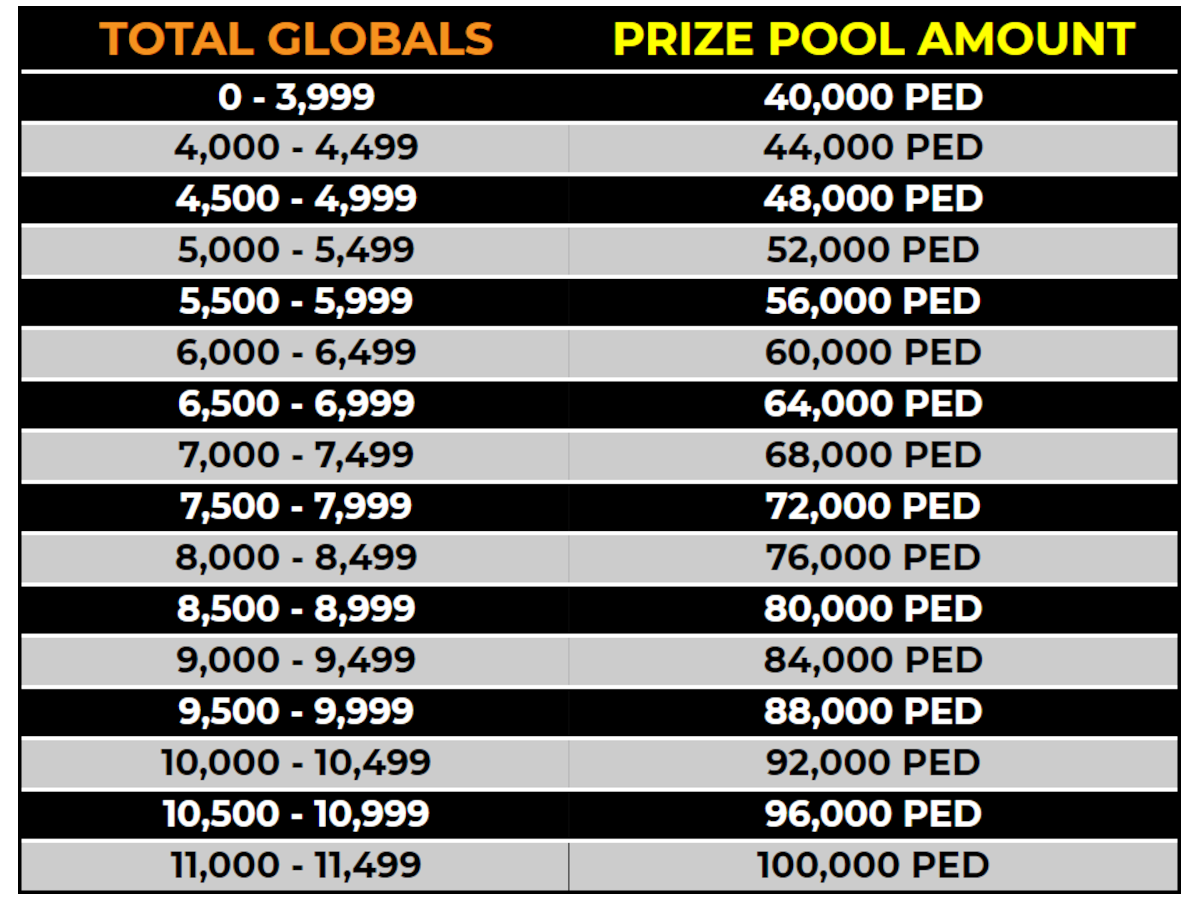 TOTAL GLOBALS PRIZE POOL AMOUNT
0 - 3,999 40,000 PED
4,000 - 4,499 44,000 PED
4,500 - 4,999 48,000 PED
5,000 - 5,499 52,000 PED
5,500 - 5,999 56,000 PED
6,000 - 6,499 60,000 PED
6,500 - 6,999 64,000 PED
7,000 - 7,499 68,000 PED
7,500 - 7,999 72,000 PED
8,000 - 8,499 76,000 PED
8,500 - 8,999 80,000 PED
9,000 - 9,499 84,000 PED
9,500 - 9,999 88,000 PED
10,000 - 10,499 92,000 PED
10,500 - 10,999 96,000 PED
11,000 - 11,499 100,000 PED